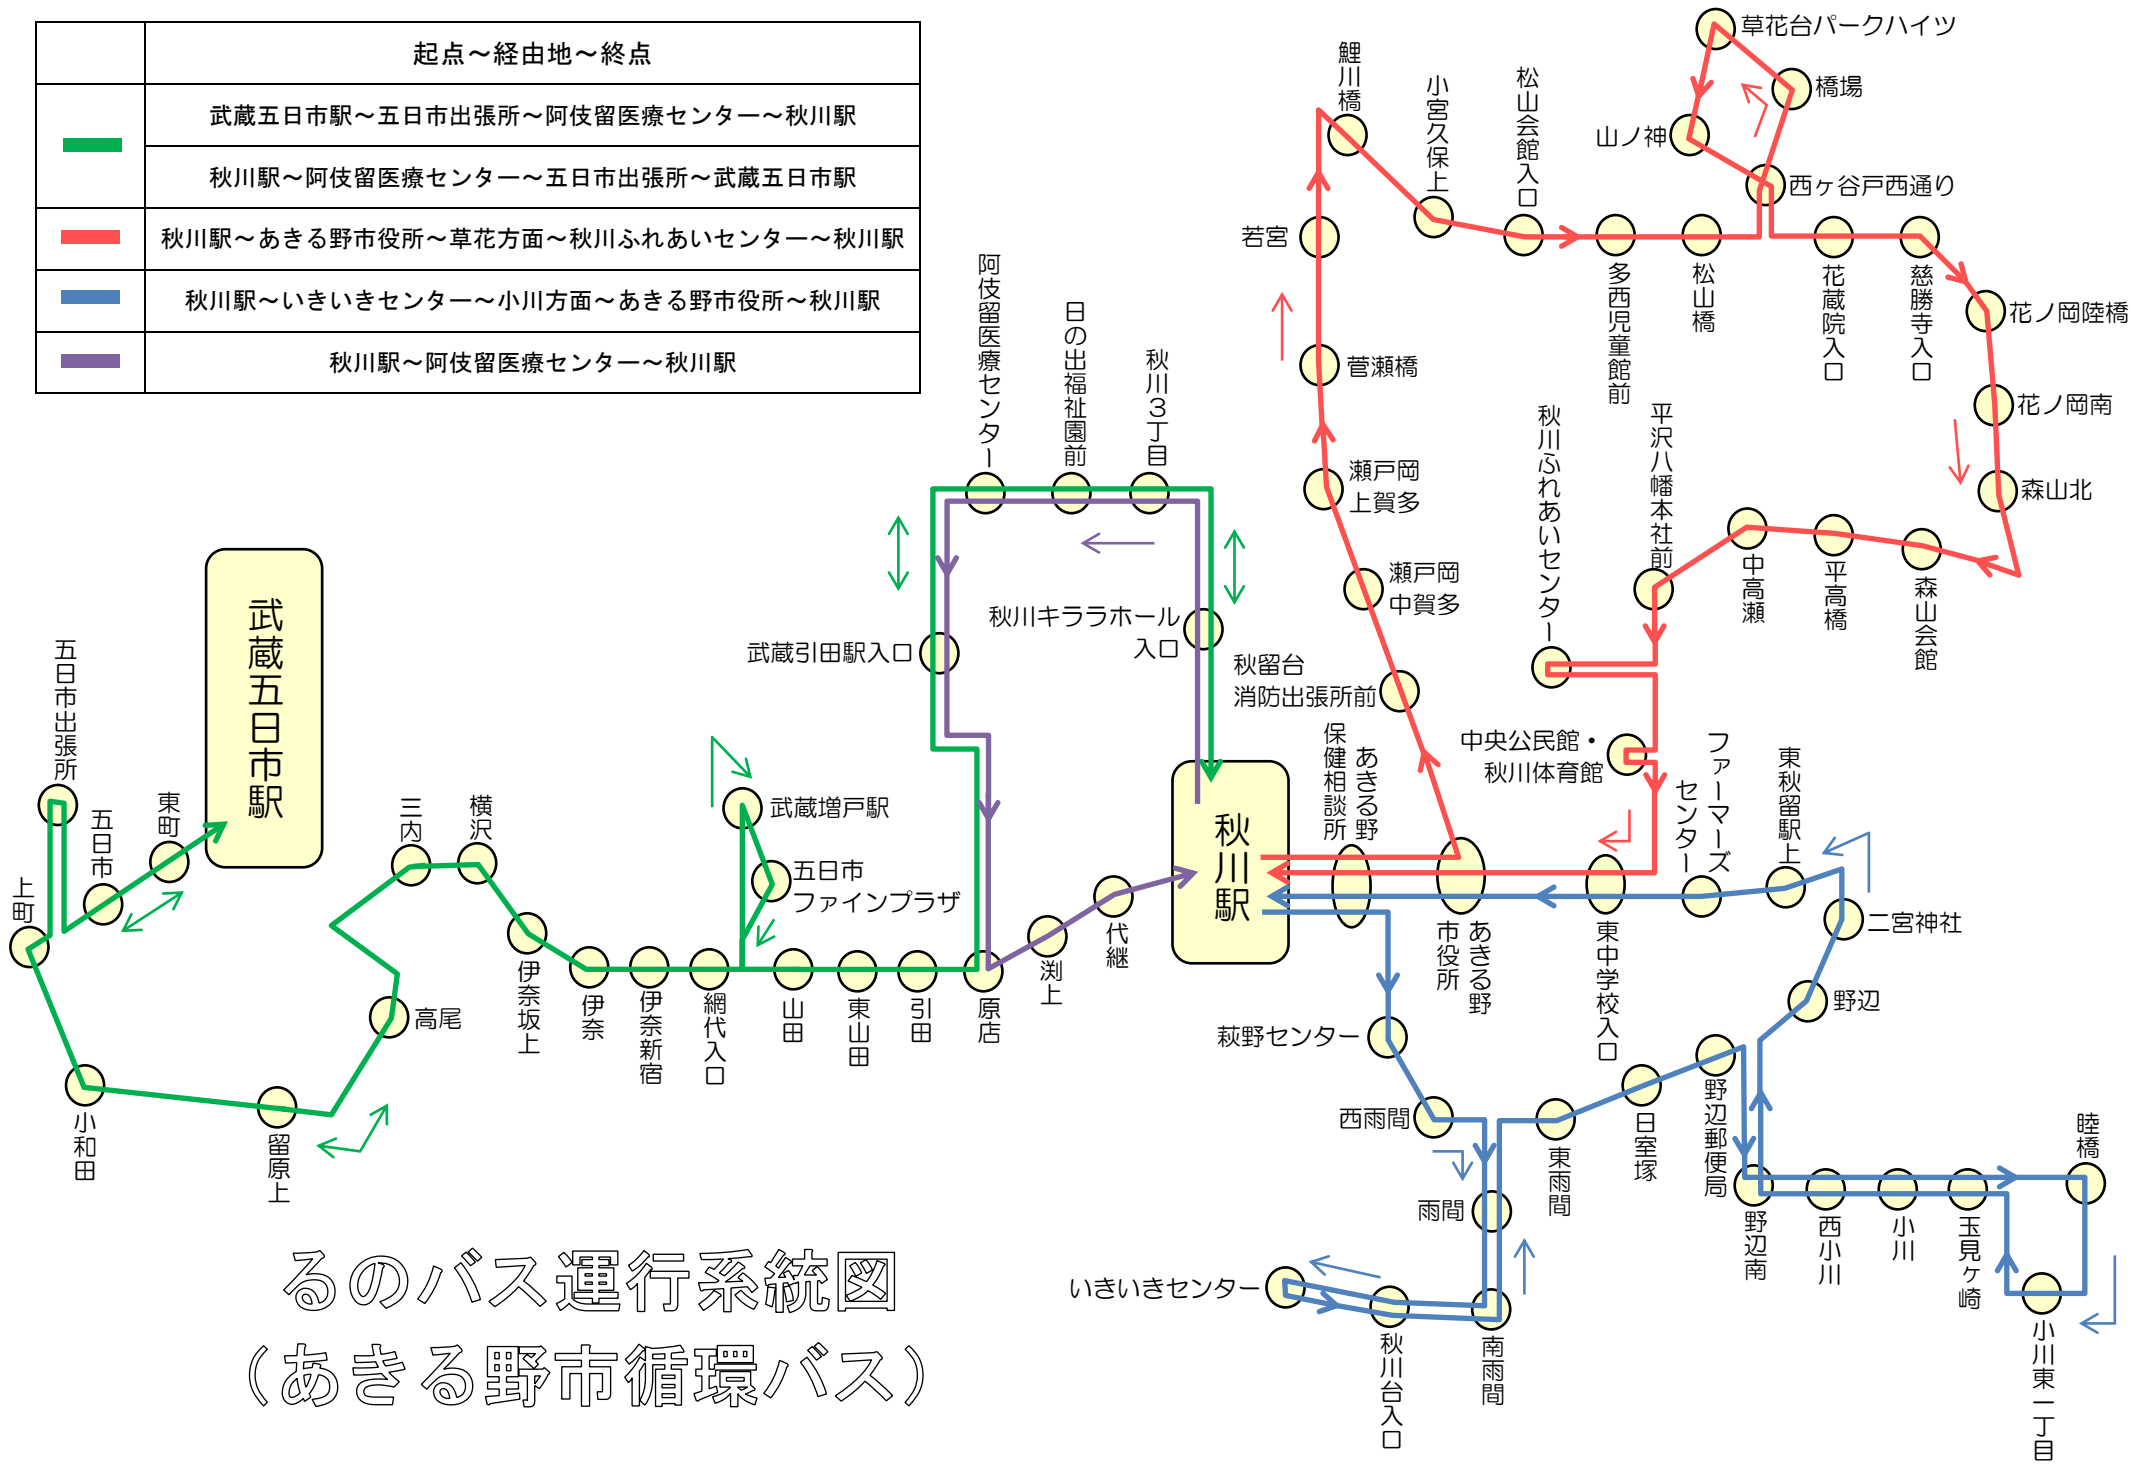 起点～経由地～終点
武蔵五日市駅～五日市出張所～阿伎留医療センター～秋川駅
秋川駅～阿伎留医療センター～五日市出張所～武蔵五日市駅
秋川駅～あきる野市役所～草花方面～秋川ふれあいセンター～秋川駅
秋川駅～いきいきセンター～小川方面～あきる野市役所～秋川駅
秋川駅～阿伎留医療センター～秋川駅
草花台パークハイツ
橋場
山ノ神
西ヶ谷戸西通り
鯉川橋
小宮久保上
松山会館入口
若宮
多西児童館前
松山橋
花蔵院入口
慈勝寺入口
花ノ岡陸橋
菅瀬橋
花ノ岡南
瀬戸岡
上賀多
森山北
瀬戸岡
中賀多
秋川ふれあいセンター
平沢八幡本社前
中高瀬
平高橋
森山会館
秋留台
消防出張所前
中央公民館・
秋川体育館
阿伎留医療センター
日の出福祉園前
秋川3丁目
秋川キララホール
入口
武蔵引田駅入口
武蔵五日市駅
五日市出張所
五日市
東町
上町
小和田
留原上
高尾
三内
横沢
伊奈坂上
伊奈
伊奈新宿
網代入口
武蔵増戸駅
五日市
ファインプラザ
山田
東山田
引田
原店
渕上
代継
秋川駅
あきる野
保健相談所
あきる野
市役所
東中学校入口
ファーマーズ
センター
東秋留駅上
二宮神社
野辺
萩野センター
西雨間
雨間
いきいきセンター
秋川台入口
南雨間
東雨間
日室塚
野辺郵便局
野辺南
西小川
小川
玉見ヶ崎
睦橋
小川東一丁目
るのバス運行系統図
（あきる野市循環バス）